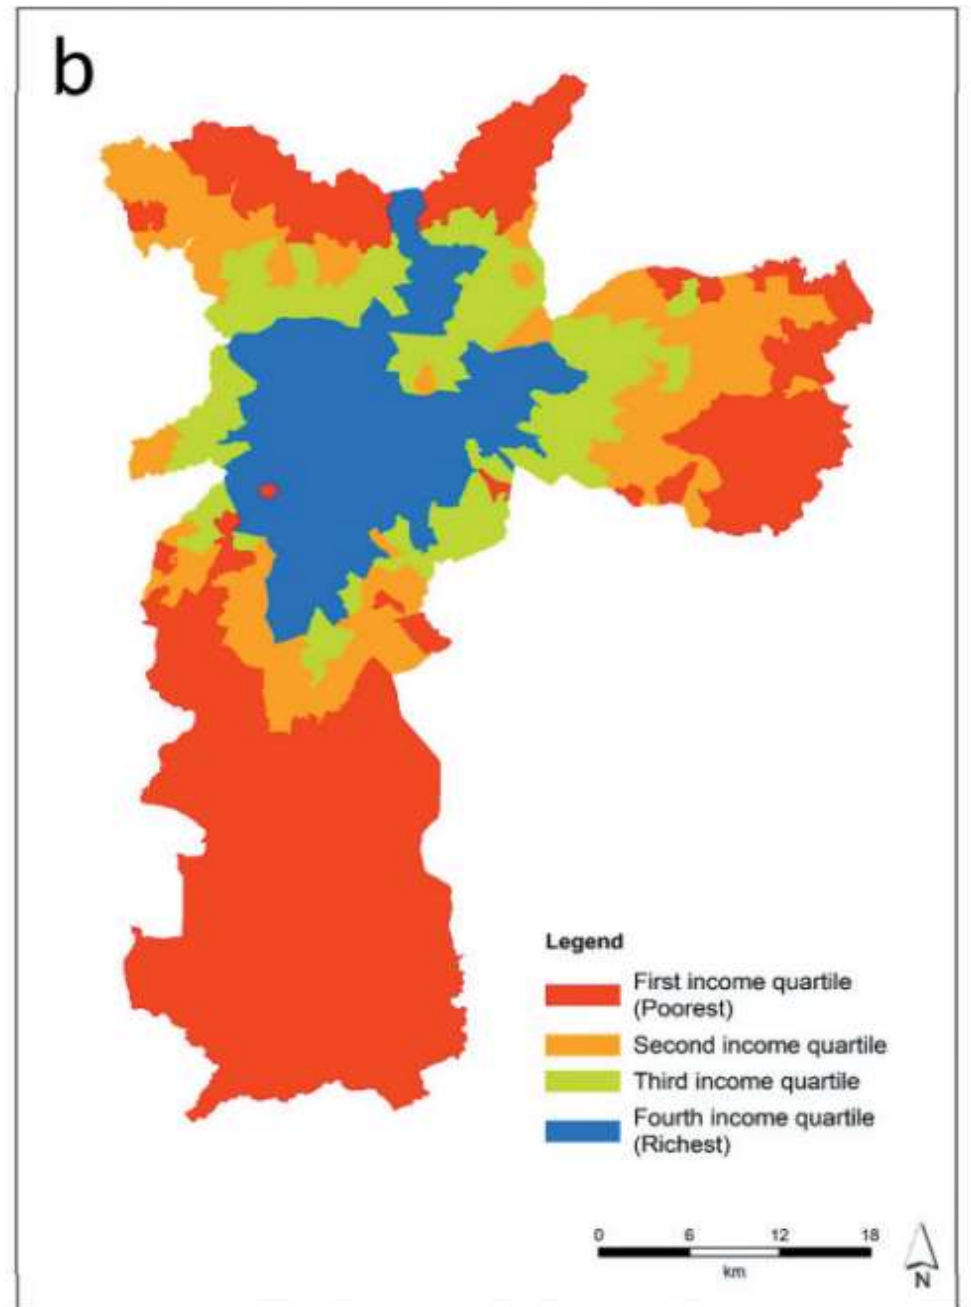 b
Legend
First income quartile
(Poorest)
Second income quartile
Third income quartile
Fourth income quartile
(Richest)
0 6 12 18
km
N